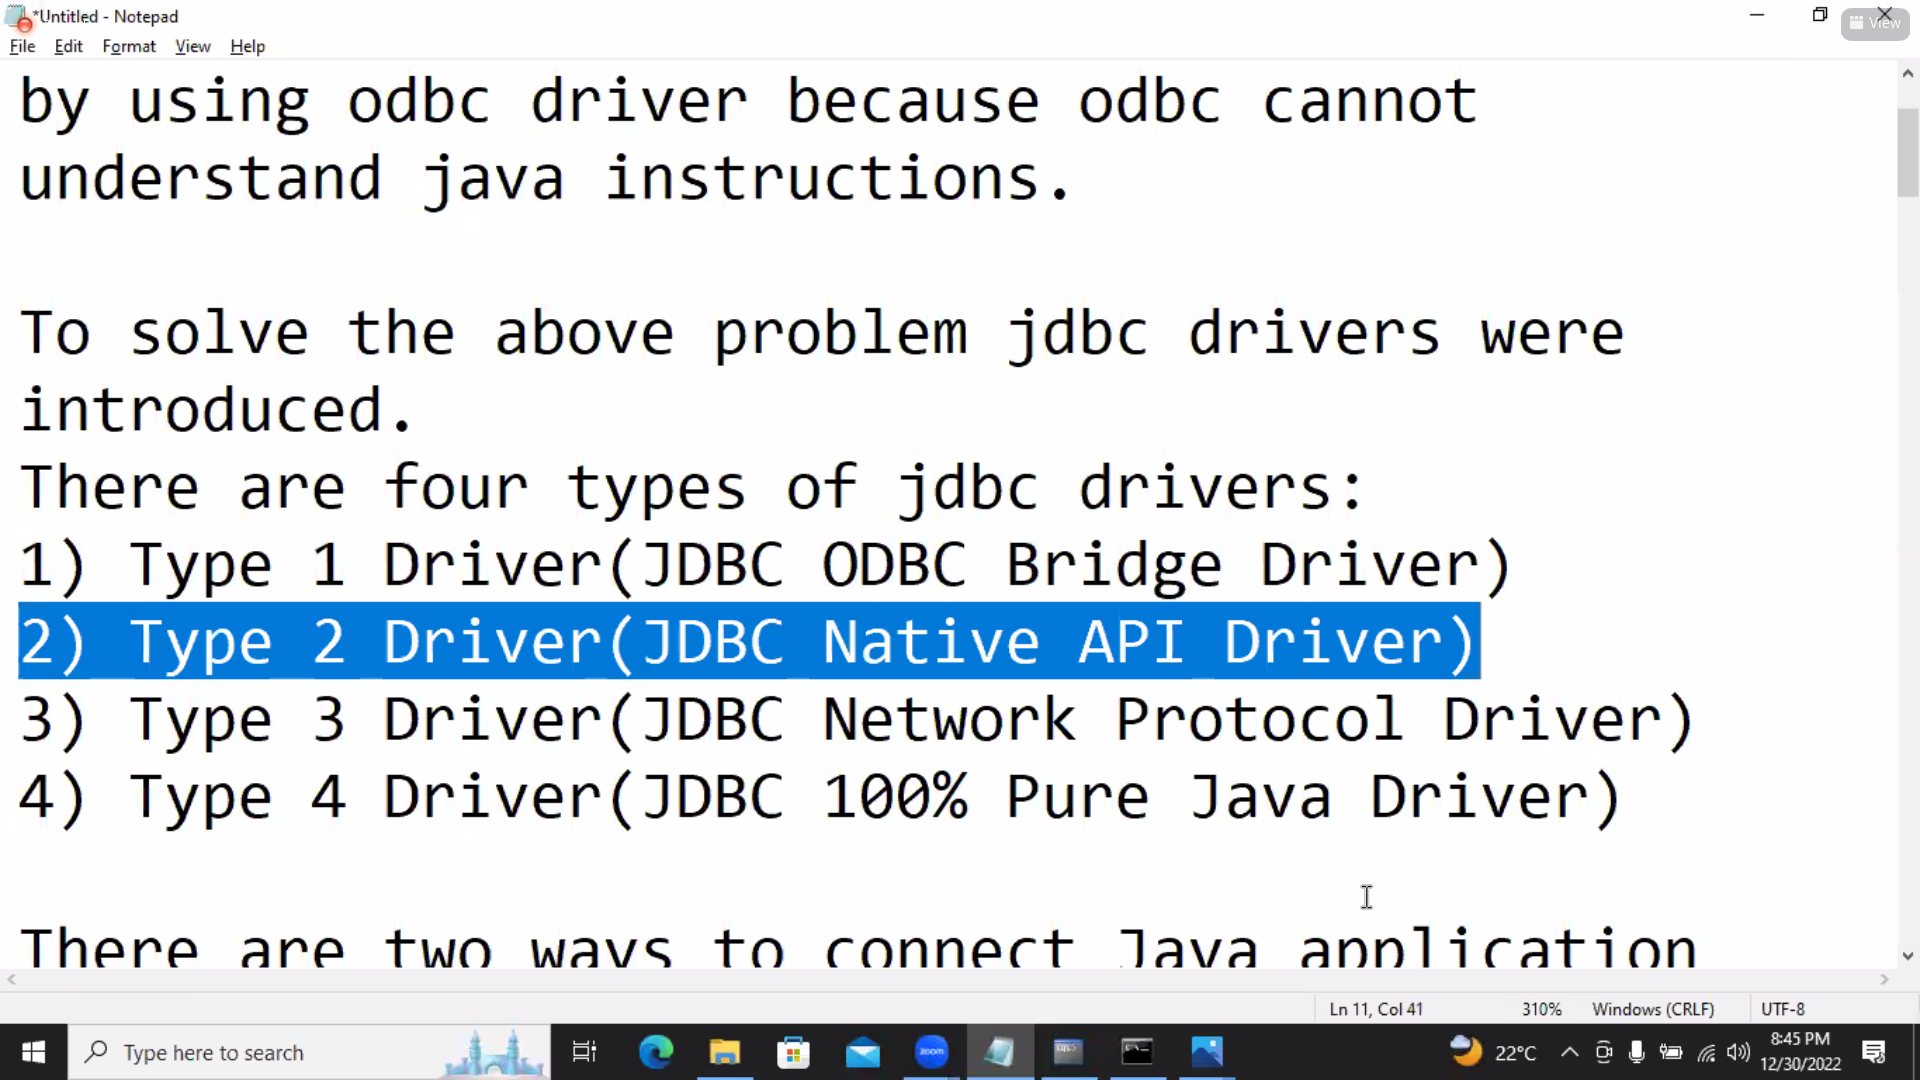 *Untitled - Notepad
View
File Edit Format View Help
by using odbc driver because odbc cannot
understand java instructions.
To solve the above problem jdbc drivers were
introduced.
There are four types of jdbc drivers:
1) Type 1 Driver(JDBC ODBC Bridge Driver)
2) Type 2 Driver(JDBC Native API Driver)
3) Type 3 Driver(JDBC Network Protocol Driver)
4) Type 4 Driver(JDBC 100% Pure Java Driver)
There are two ways to connect Java application
Ln 11, Col 41 310% Windows (CRLF) UTF-8
Type here to search zoom 22°C 8:45 PM
12/30/2022